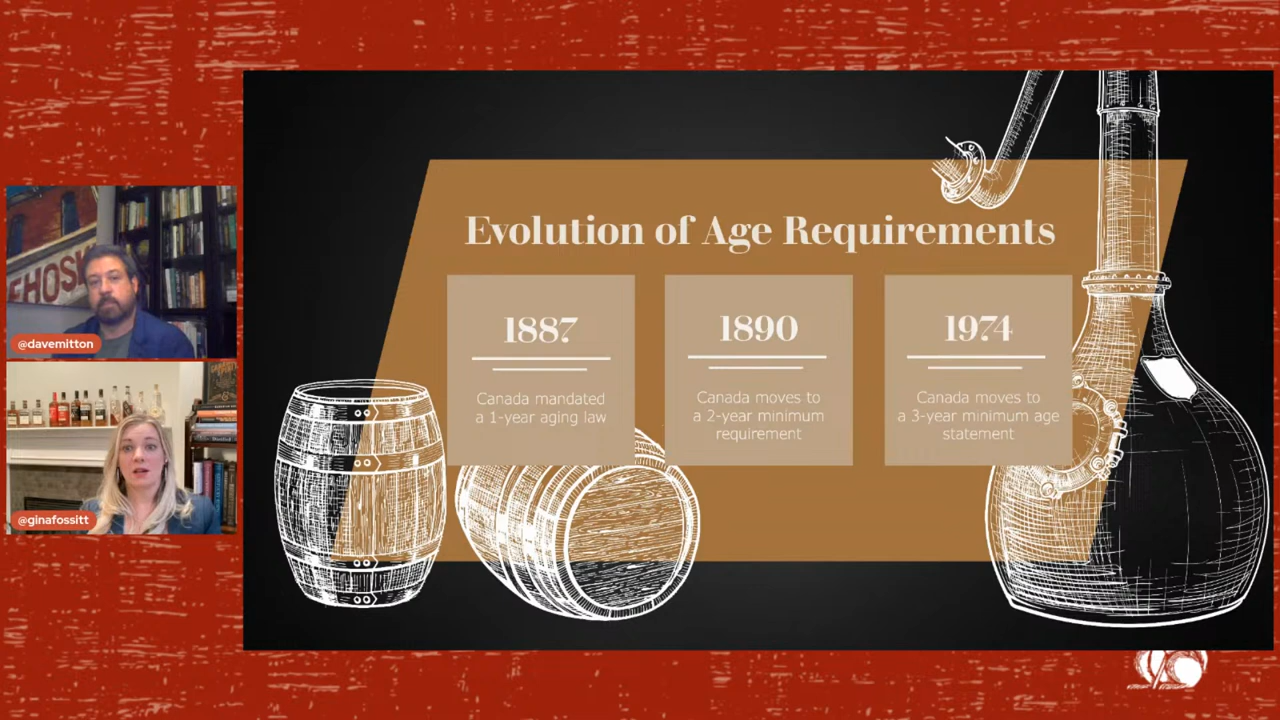 EHOS
@davemitton
@ginafossitt
Evolution of Age Requirements
1887
Canada mandated
a 1-year aging law
1890
Canada moves to
a 2-year minimum
requirement
1974
Canada moves to
a 3-year minimum age
statement